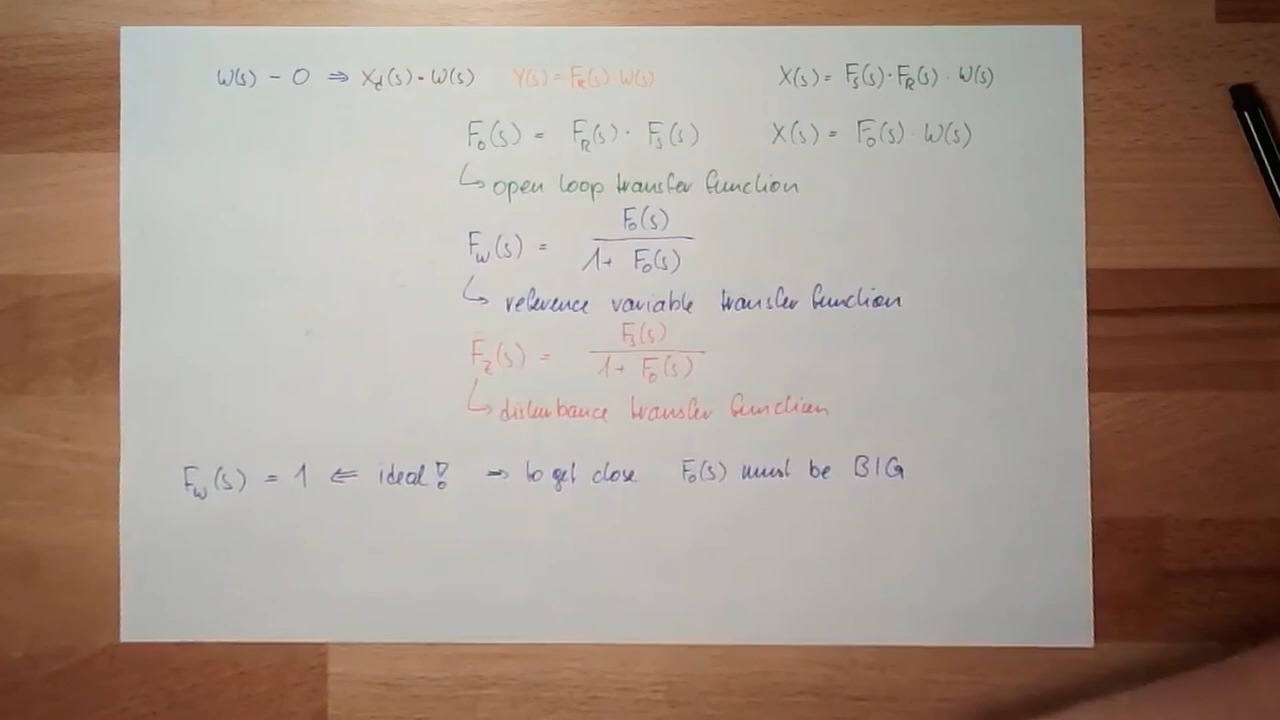 W(s) - 0 ⇒ Xd(s) = W(s) Y(s) = FR(s) · W(s) X(s) = FS(s) · FR(s) · W(s)
F0(s) = FR(s) · FS(s) X(s) = F0(s) · W(s)
↳ open loop transfer function
FW(s) = F0(s) / 1 + F0(s)
↳ reference variable transfer function
FZ(s) = FS(s) / 1 + F0(s)
↳ disturbance transfer function
FW(s) = 1 ⇐ ideal! → to get close F0(s) must be BIG